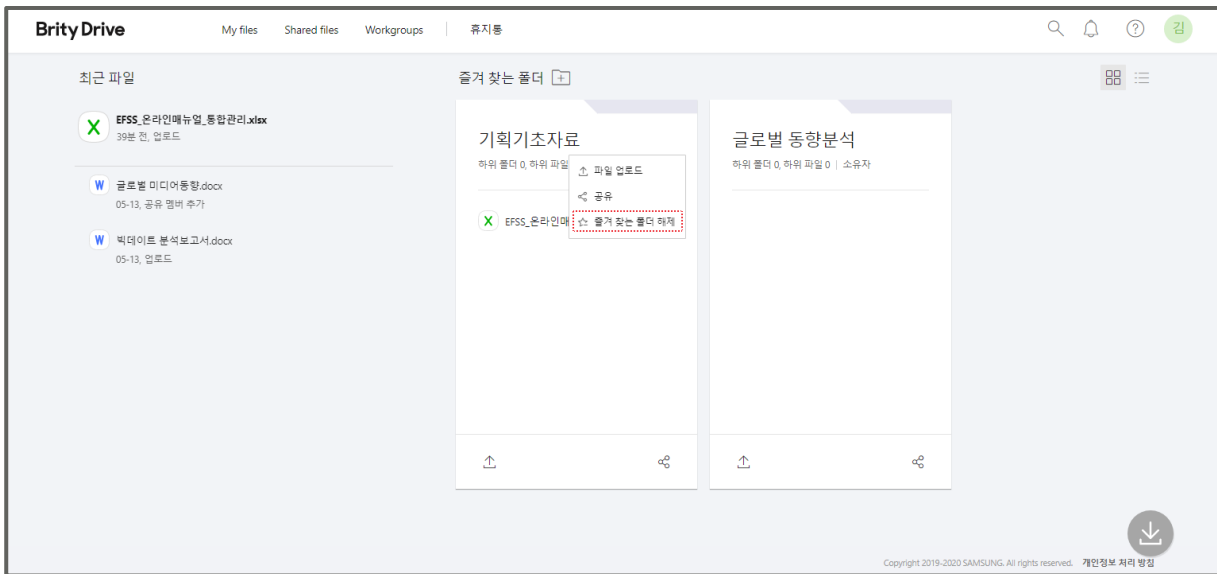 Brity Drive My files Shared files Workgroups 휴지통 김
최근 파일
EFSS_온라인매뉴얼_통합관리.xlsx
39분 전, 업로드
글로벌 미디어동향.docx
05-13, 공유 멤버 추가
빅데이트 분석보고서.docx
05-13, 업로드
즐겨 찾는 폴더
기획기초자료
하위 폴더 0, 하위 파일
EFSS_온라인매
파일 업로드
공유
즐겨 찾는 폴더 해제
글로벌 동향분석
하위 폴더 0, 하위 파일 0 | 소유자
Copyright 2019-2020 SAMSUNG. All rights reserved. 개인정보 처리 방침